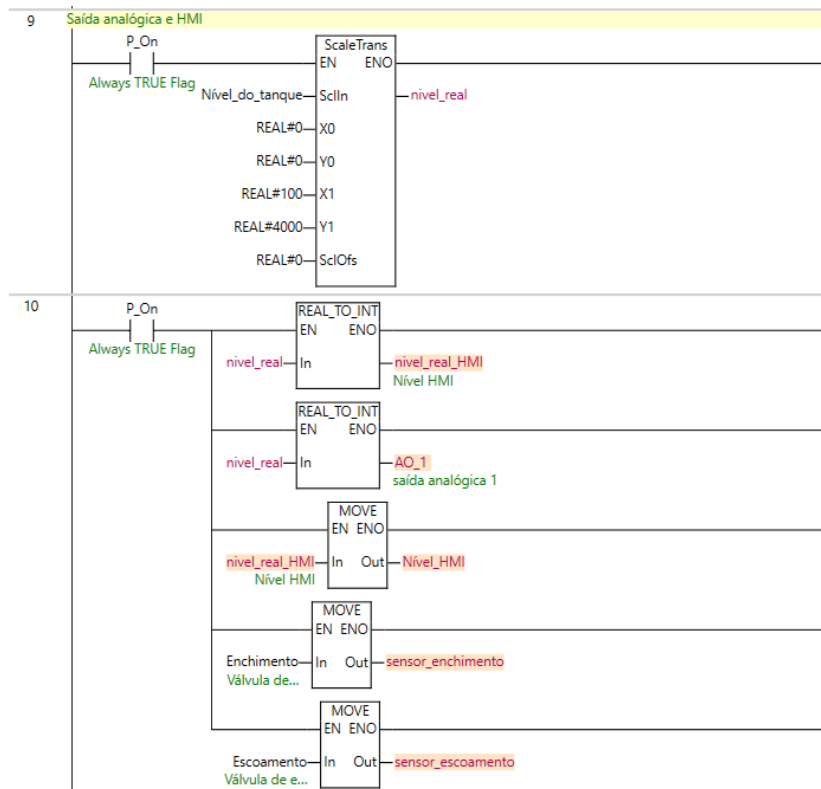 9 Saída analógica e HMI
P_On
ScaleTrans
EN ENO
Always TRUE Flag
Nível_do_tanque SclIn nivel_real
REAL#0 X0
REAL#0 Y0
REAL#100 X1
REAL#4000 Y1
REAL#0 SclOfs
10
P_On
REAL_TO_INT
EN ENO
Always TRUE Flag
nivel_real In nivel_real_HMI
Nível HMI
REAL_TO_INT
EN ENO
nivel_real In AO_1
saída analógica 1
MOVE
EN ENO
nivel_real_HMI In Out Nível_HMI
Nível HMI
MOVE
EN ENO
Enchimento In Out sensor_enchimento
Válvula de...
MOVE
EN ENO
Escoamento In Out sensor_escoamento
Válvula de e...